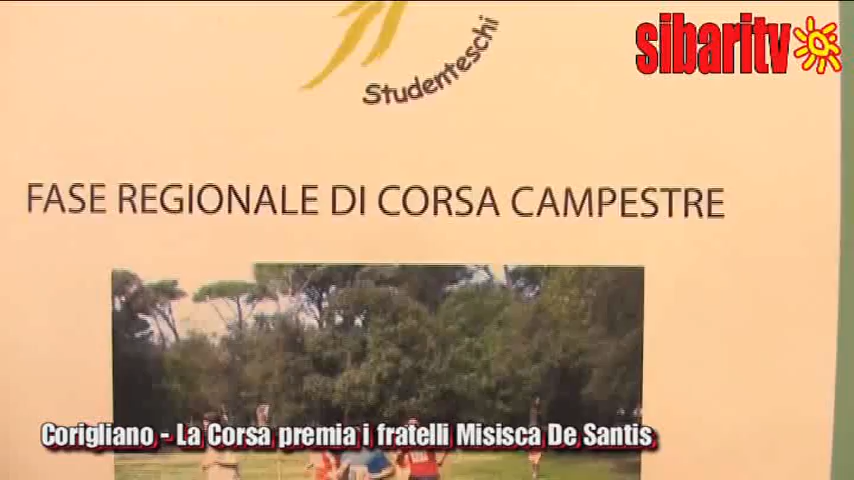 sibaritv
Studenteschi
FASE REGIONALE DI CORSA CAMPESTRE
Corigliano - La Corsa premia i fratelli Misisca De Santis